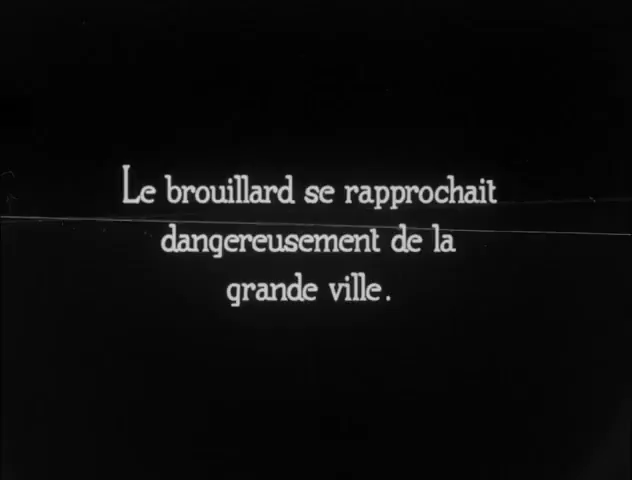 Le brouillard se rapprochait
dangereusement de la
grande ville.